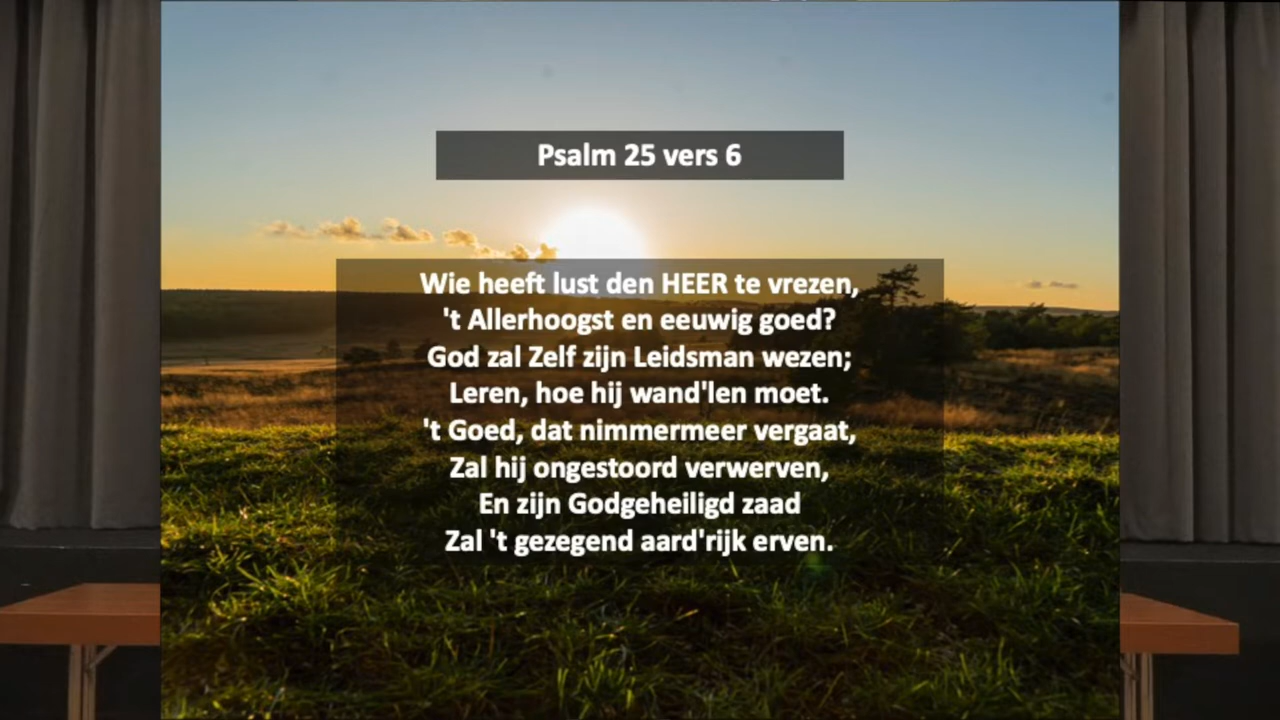 Psalm 25 vers 6
Wie heeft lust den HEER te vrezen,
't Allerhoogst en eeuwig goed?
God zal Zelf zijn Leidsman wezen;
Leren, hoe hij wand'len moet.
't Goed, dat nimmermeer vergaat,
Zal hij ongestoord verwerven,
En zijn Godgeheiligd zaad
Zal 't gezegend aard'rijk erven.